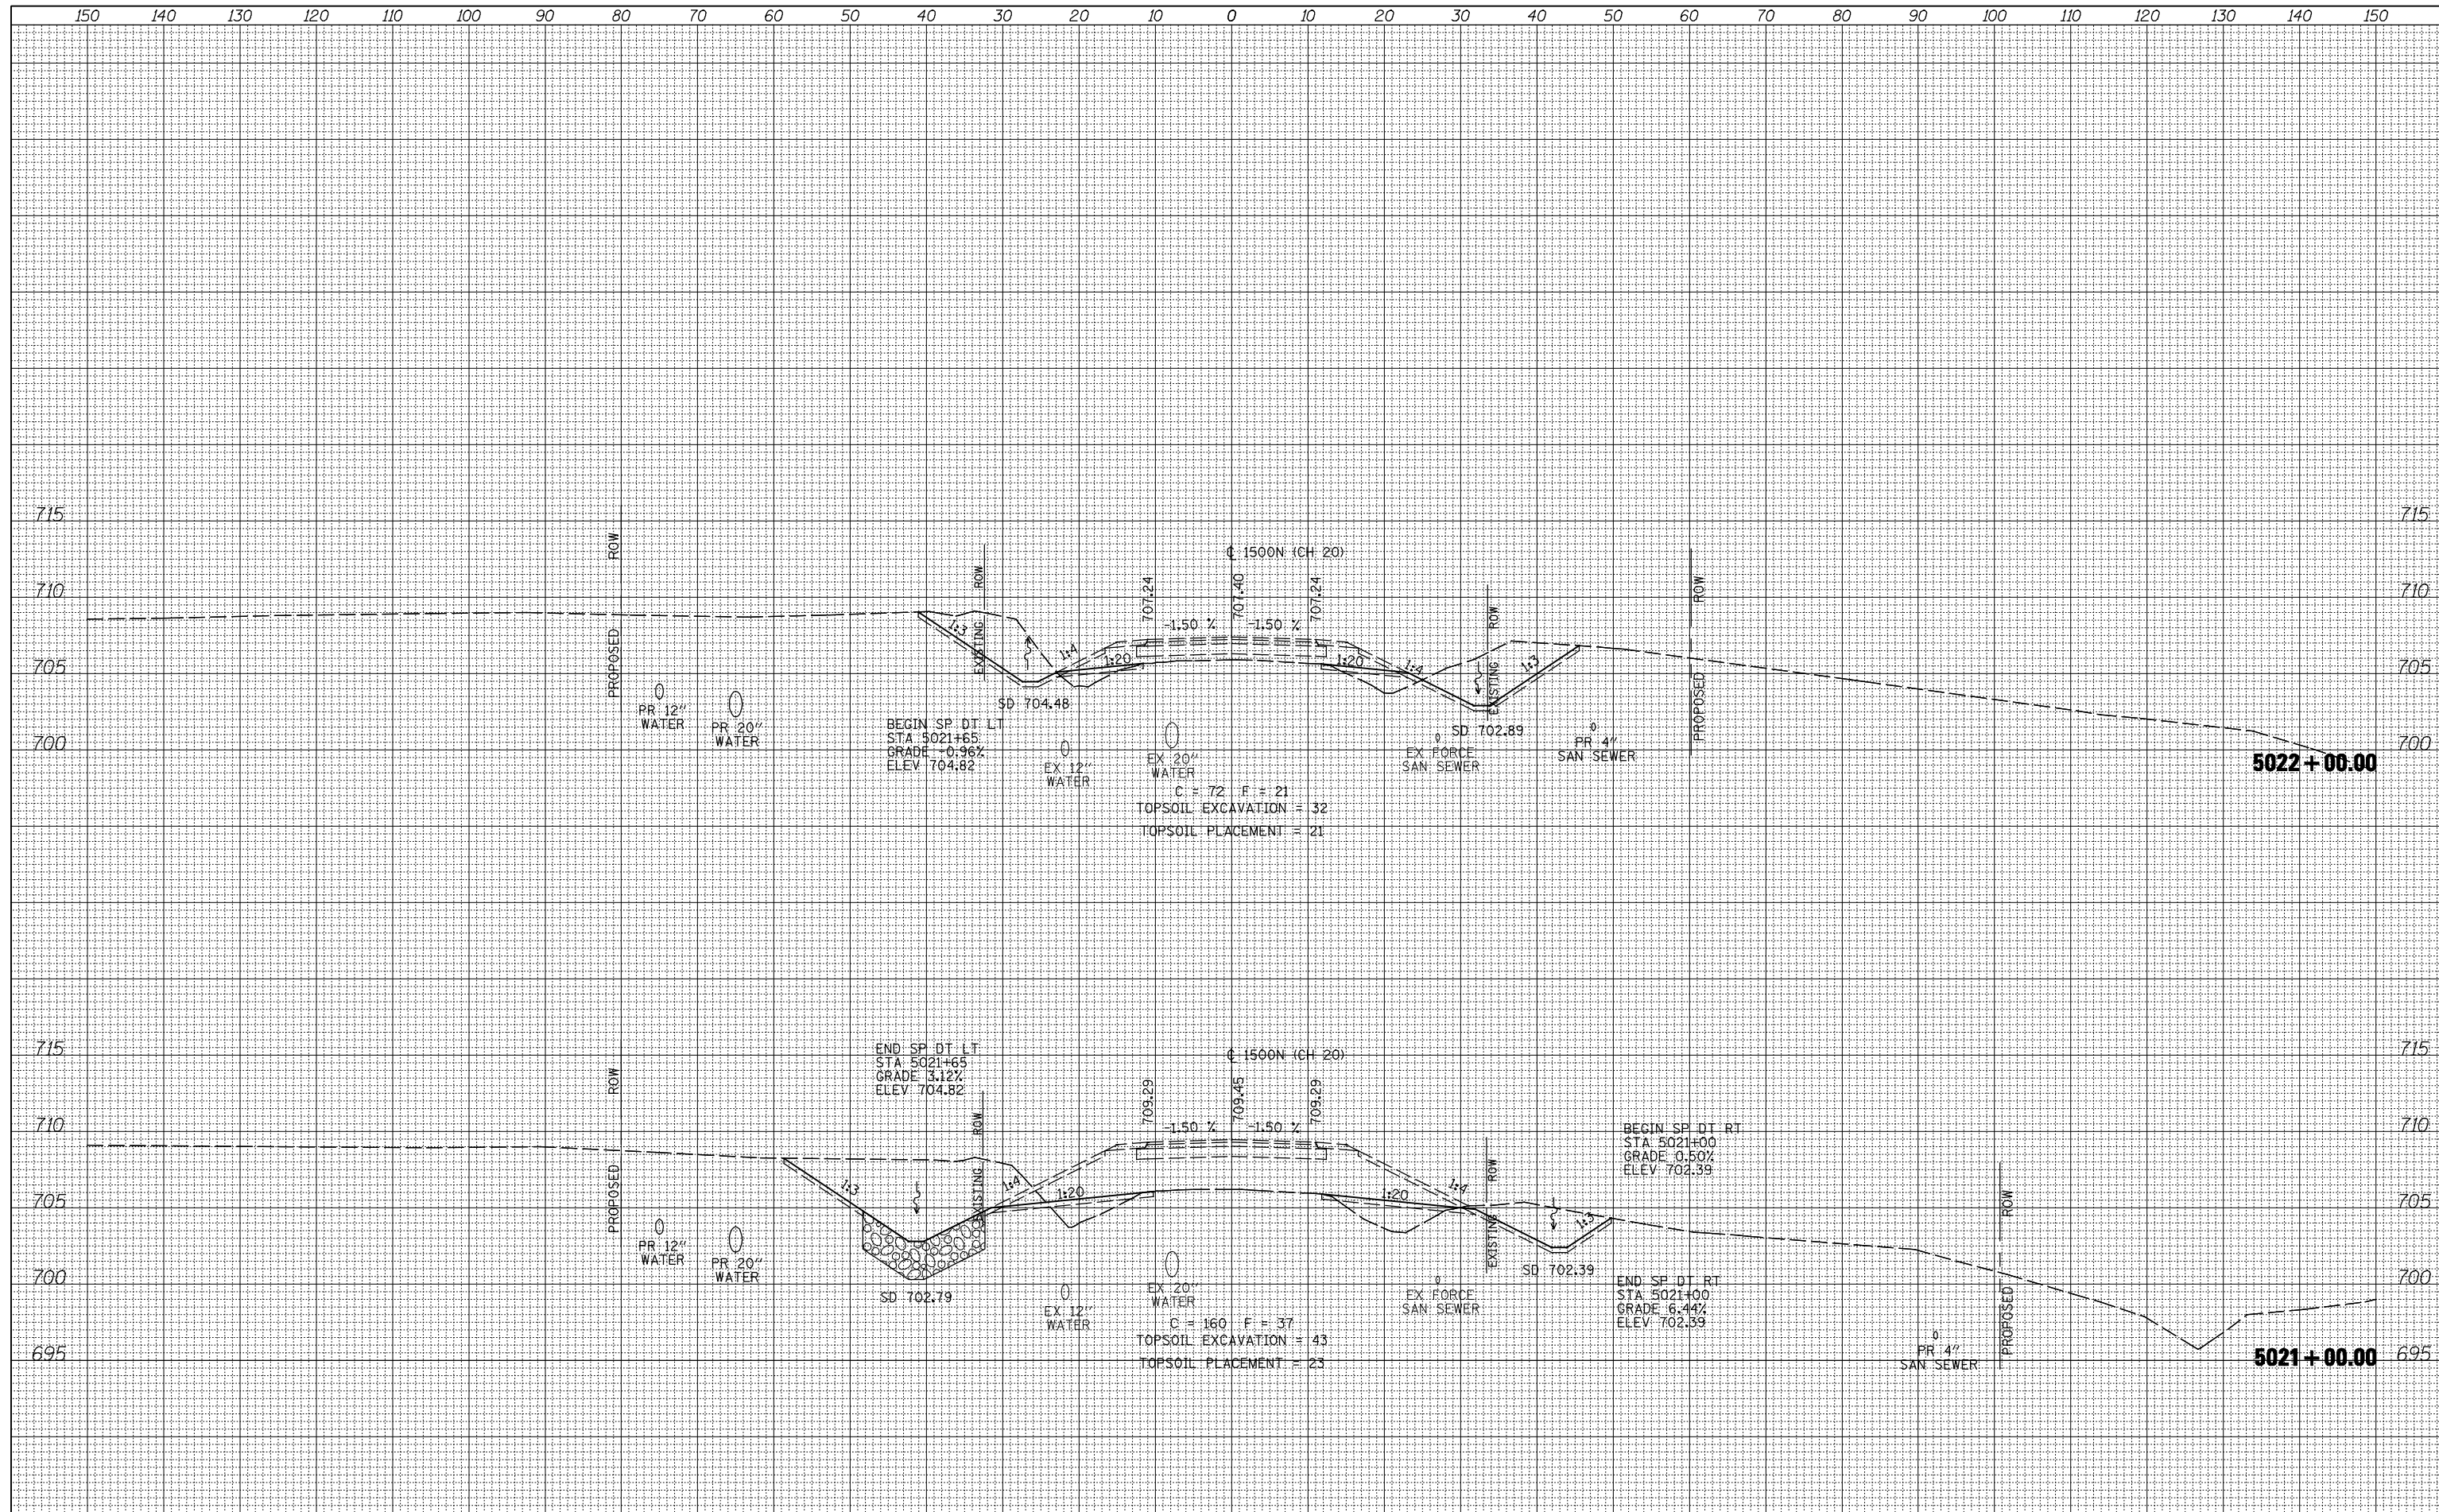 150 140 130 120 110 100 90 80 70 60 50 40 30 20 10 0 10 20 30 40 50 60 70 80 90 100 110 120 130 140 150
715 715
710 710
705 705
700 700
PROPOSED ROW
EXISTING ROW
℄ 1500N (CH 20)
707.24
707.40
707.24
-1.50 % -1.50 %
EXISTING ROW
PROPOSED ROW
1:3
1:4
1:20
1:20
1:4
1:3
PR 12"
WATER
PR 20"
WATER
SD 704.48
BEGIN SP DT LT
STA 5021+65
GRADE -0.96%
ELEV 704.82
EX 12"
WATER
EX 20"
WATER
EX FORCE
SAN SEWER
SD 702.89
PR 4"
SAN SEWER
5022+00.00
C = 72 F = 21
TOPSOIL EXCAVATION = 32
TOPSOIL PLACEMENT = 21
715 715
710 710
705 705
700 700
695 695
PROPOSED ROW
END SP DT LT
STA 5021+65
GRADE 3.12%
ELEV 704.82
EXISTING ROW
℄ 1500N (CH 20)
709.29
709.45
709.29
-1.50 % -1.50 %
EXISTING ROW
BEGIN SP DT RT
STA 5021+00
GRADE 0.50%
ELEV 702.39
PROPOSED ROW
1:3
1:4
1:20
1:20
1:4
1:3
PR 12"
WATER
PR 20"
WATER
SD 702.79
EX 12"
WATER
EX 20"
WATER
EX FORCE
SAN SEWER
SD 702.39
END SP DT RT
STA 5021+00
GRADE 6.44%
ELEV 702.39
PR 4"
SAN SEWER
5021+00.00
C = 160 F = 37
TOPSOIL EXCAVATION = 43
TOPSOIL PLACEMENT = 23